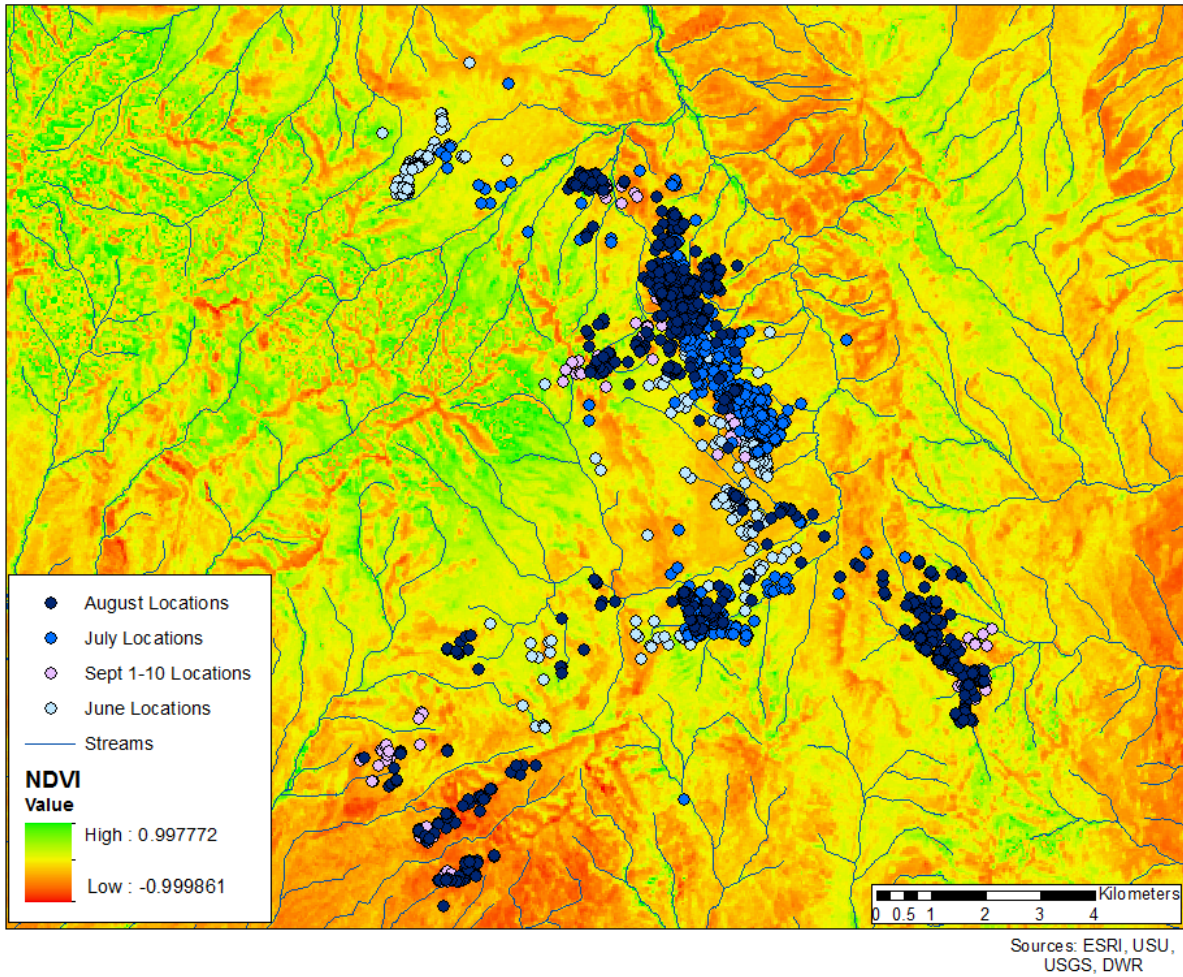 August Locations
July Locations
Sept 1-10 Locations
June Locations
Streams
NDVI
Value
High : 0.997772
Low : -0.999861
Kilometers
0 0.5 1 2 3 4
Sources: ESRI, USU,
USGS, DWR